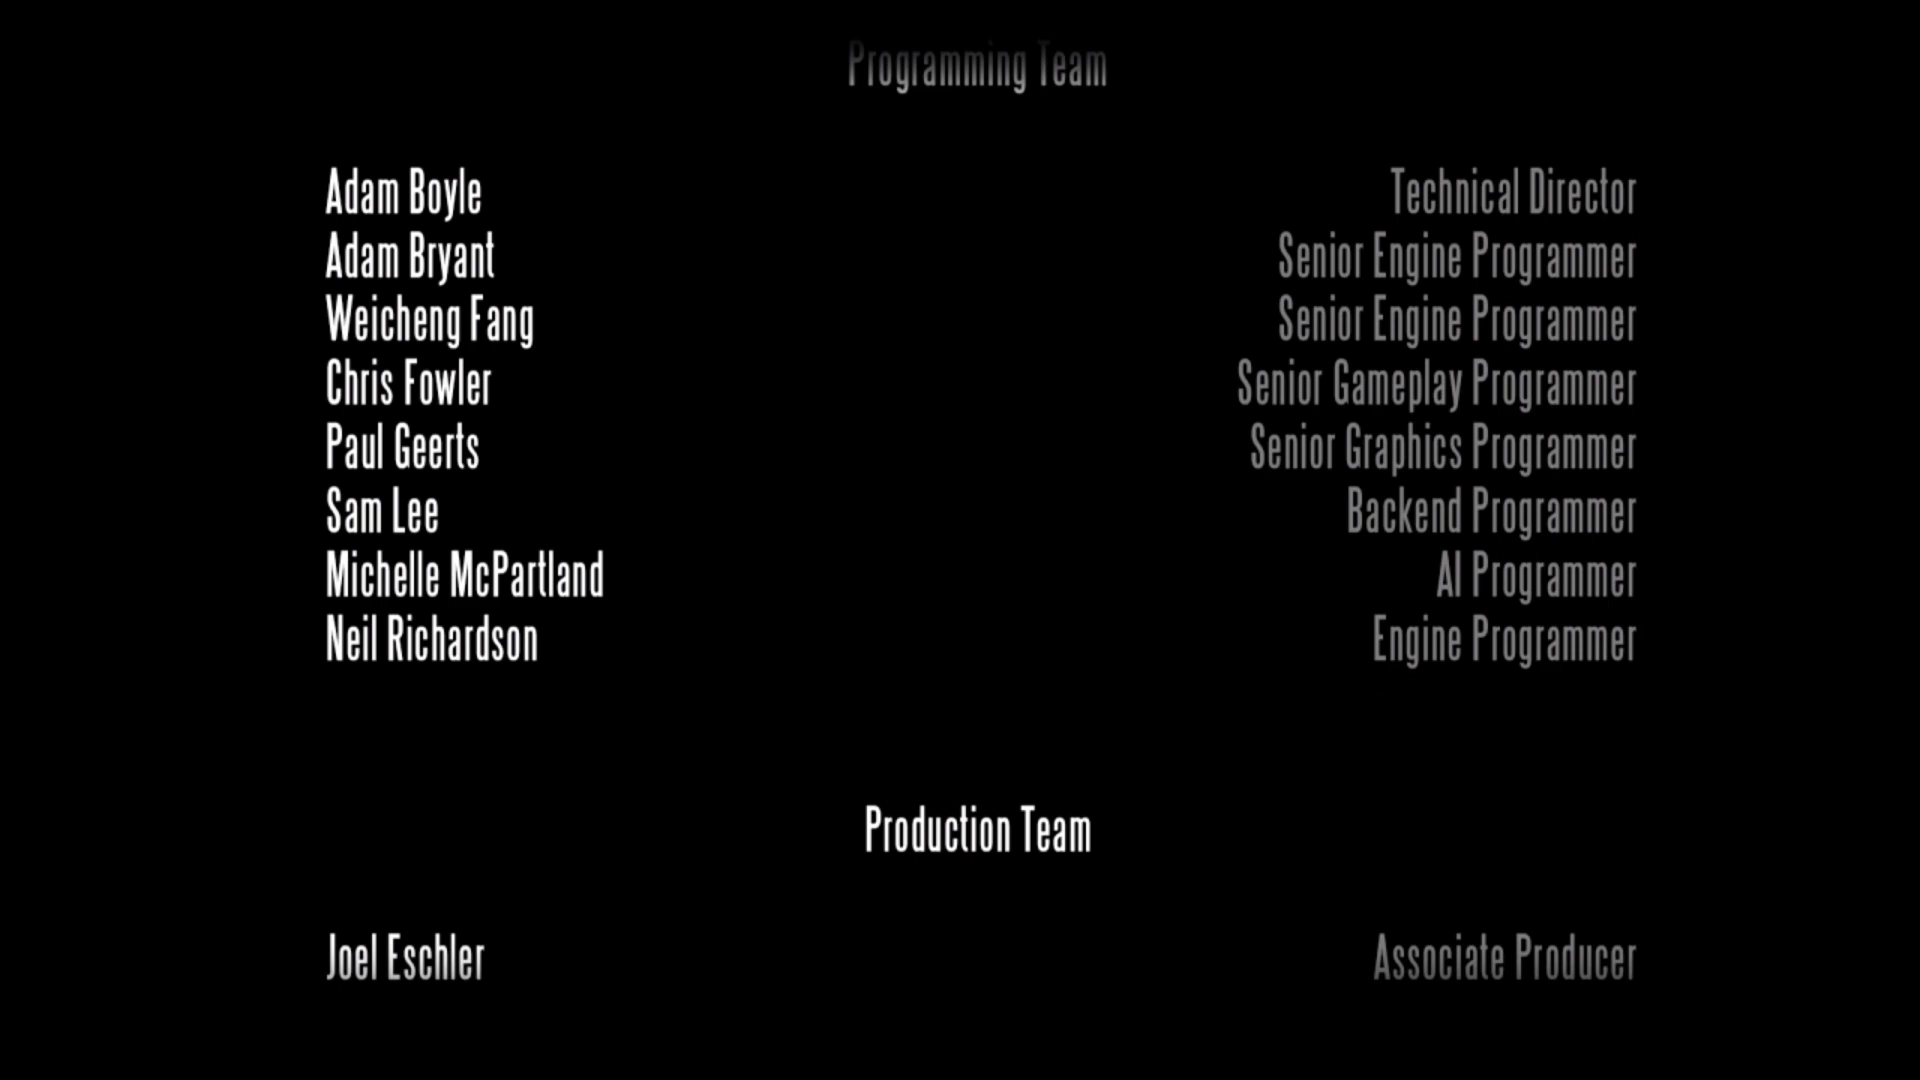 Programming Team
Adam Boyle Technical Director
Adam Bryant Senior Engine Programmer
Weicheng Fang Senior Engine Programmer
Chris Fowler Senior Gameplay Programmer
Paul Geerts Senior Graphics Programmer
Sam Lee Backend Programmer
Michelle McPartland AI Programmer
Neil Richardson Engine Programmer
Production Team
Joel Eschler Associate Producer